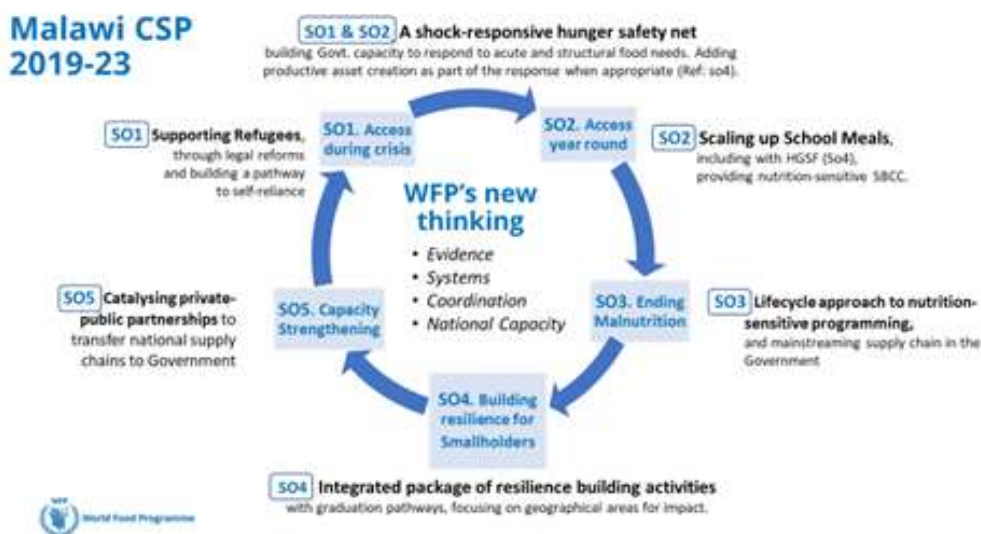 Malawi CSP
2019-23
SO1 & SO2 A shock-responsive hunger safety net
building Govt. capacity to respond to acute and structural food needs. Adding
productive asset creation as part of the response when appropriate (Ref: so4).
SO1 Supporting Refugees,
through legal reforms
and building a pathway
to self-reliance
SO1. Access
during crisis
SO2. Access
year round
SO2 Scaling up School Meals,
including with HGSF (So4),
providing nutrition-sensitive SBCC.
WFP's new
thinking
• Evidence
• Systems
• Coordination
• National Capacity
SO5 Catalysing private-
public partnerships to
transfer national supply
chains to Government
SO5. Capacity
Strengthening
SO3. Ending
Malnutrition
SO3 Lifecycle approach to nutrition-
sensitive programming,
and mainstreaming supply chain in the
Government
SO4. Building
resilience for
Smallholders
SO4 Integrated package of resilience building activities
with graduation pathways, focusing on geographical areas for impact.
WFP
World Food Programme